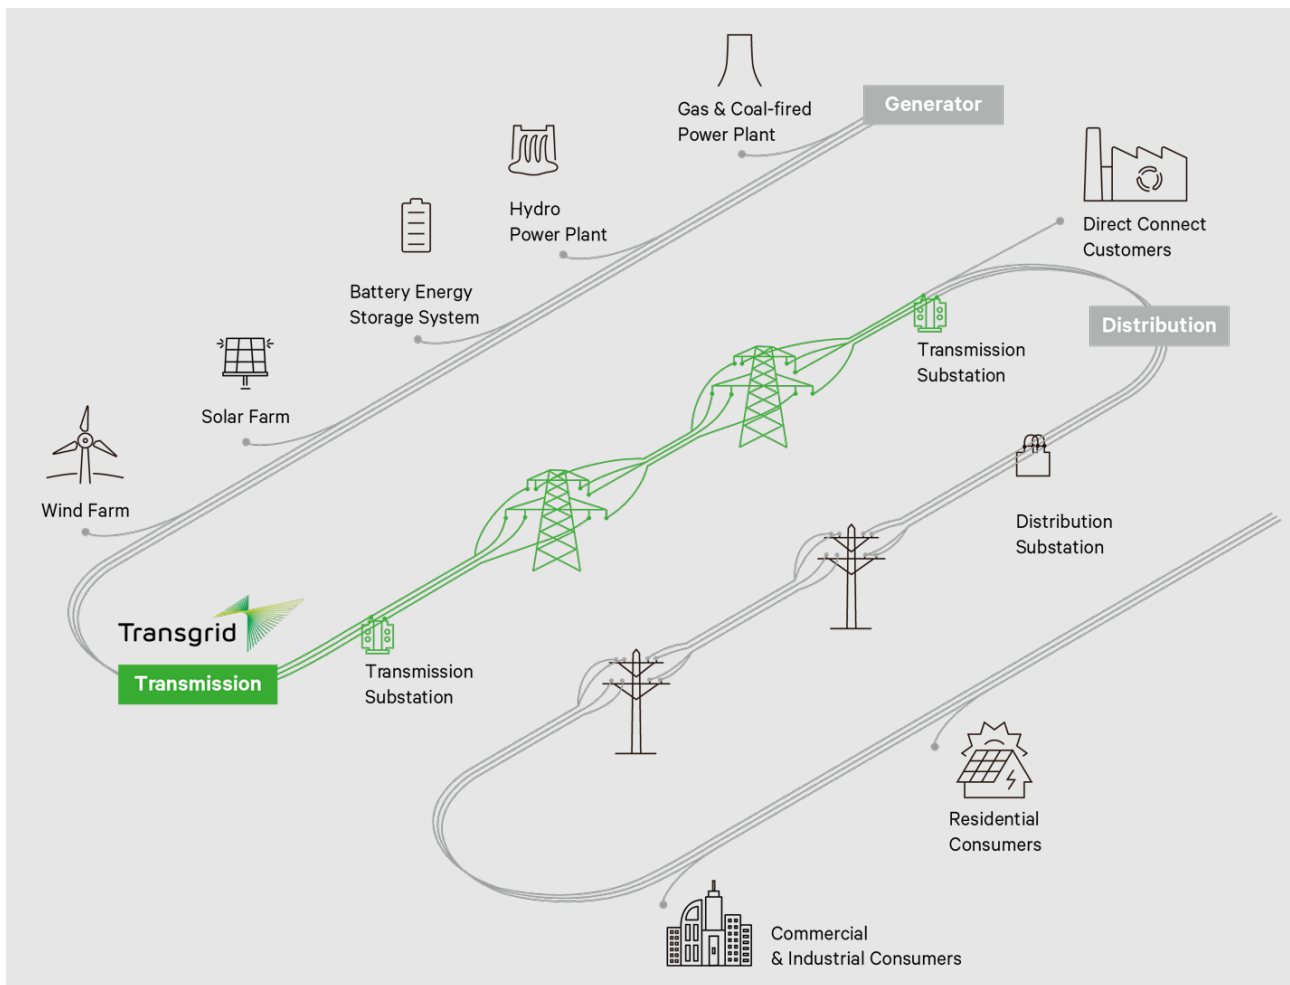 Gas & Coal-fired
Power Plant
Generator
Hydro
Power Plant
Direct Connect
Customers
Battery Energy
Storage System
Distribution
Transmission
Substation
Solar Farm
Wind Farm
Distribution
Substation
Transgrid
Transmission
Transmission
Substation
Residential
Consumers
Commercial
& Industrial Consumers